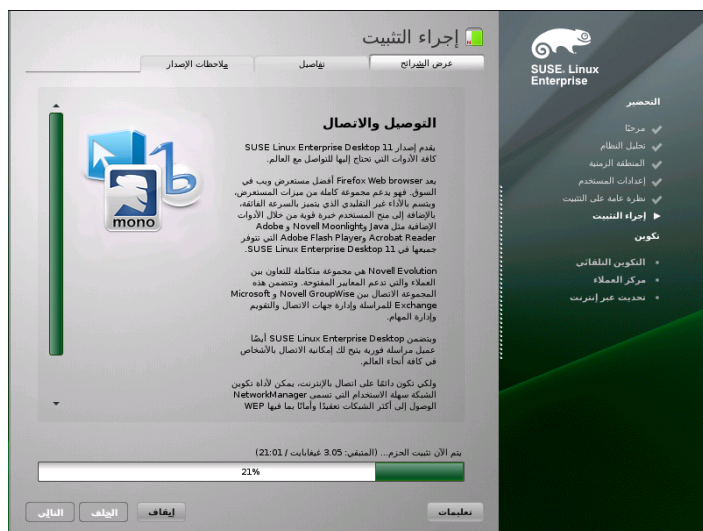 SUSE. Linux
Enterprise
التحضير
مرحبًا
تحليل النظام
المنطقة الزمنية
إعدادات المستخدم
نظرة عامة على التثبيت
إجراء التثبيت
تكوين
التكوين التلقائي
مركز العملاء
تحديث عبر إنترنت
إجراء التثبيت
عرض الشرائح
تفاصيل
ملاحظات الإصدار
mono
التوصيل والاتصال
يقدم إصدار SUSE Linux Enterprise Desktop 11
كافة الأدوات التي تحتاج إليها للتواصل مع العالم.
يعد Firefox Web browser أفضل مستعرض ويب في
السوق. فهو يدعم مجموعة كاملة من ميزات المستعرض،
ويتسم بالأداء غير التقليدي الذي يتميز بالسرعة الفائقة،
بالإضافة إلى منح المستخدم خبرة قوية من خلال الأدوات
الإضافية مثل Java وNovell Moonlight و Adobe
Acrobat Reader وAdobe Flash Player التي تتوفر
جميعها في SUSE Linux Enterprise Desktop 11.
Novell Evolution هي مجموعة متكاملة للتعاون بين
العملاء والتي تدعم المعايير المفتوحة. وتتضمن هذه
المجموعة الاتصال بين Novell GroupWise و Microsoft
Exchange للمراسلة وإدارة جهات الاتصال والتقويم
وإدارة المهام.
ويتضمن SUSE Linux Enterprise Desktop أيضًا
عميل مراسلة فورية يتيح لك إمكانية الاتصال بالأشخاص
في كافة أنحاء العالم.
ولكي تكون دائمًا على اتصال بالإنترنت، يمكن لأداة تكوين
الشبكة سهلة الاستخدام التي تسمى NetworkManager
الوصول إلى أكثر الشبكات تعقيدًا وأمانًا بما فيها WEP
يتم الآن تثبيت الحزم... (المتبقي: 3.05 غيغابايت / 21:01)
21%
تعليمات
إيقاف
الخلف
التالي